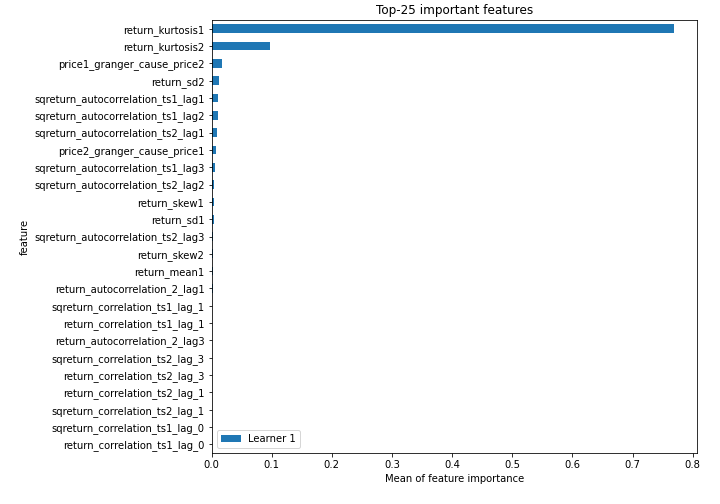 Top-25 important features
return_kurtosis1
return_kurtosis2
price1_granger_cause_price2
return_sd2
sqreturn_autocorrelation_ts1_lag1
sqreturn_autocorrelation_ts1_lag2
sqreturn_autocorrelation_ts2_lag1
price2_granger_cause_price1
sqreturn_autocorrelation_ts1_lag3
sqreturn_autocorrelation_ts2_lag2
return_skew1
return_sd1
sqreturn_autocorrelation_ts2_lag3
return_skew2
return_mean1
return_autocorrelation_2_lag1
sqreturn_correlation_ts1_lag_1
return_correlation_ts1_lag_1
return_autocorrelation_2_lag3
sqreturn_correlation_ts2_lag_3
return_correlation_ts2_lag_3
return_correlation_ts2_lag_1
sqreturn_correlation_ts2_lag_1
sqreturn_correlation_ts1_lag_0
return_correlation_ts1_lag_0
feature
Learner 1
0.0 0.1 0.2 0.3 0.4 0.5 0.6 0.7 0.8
Mean of feature importance